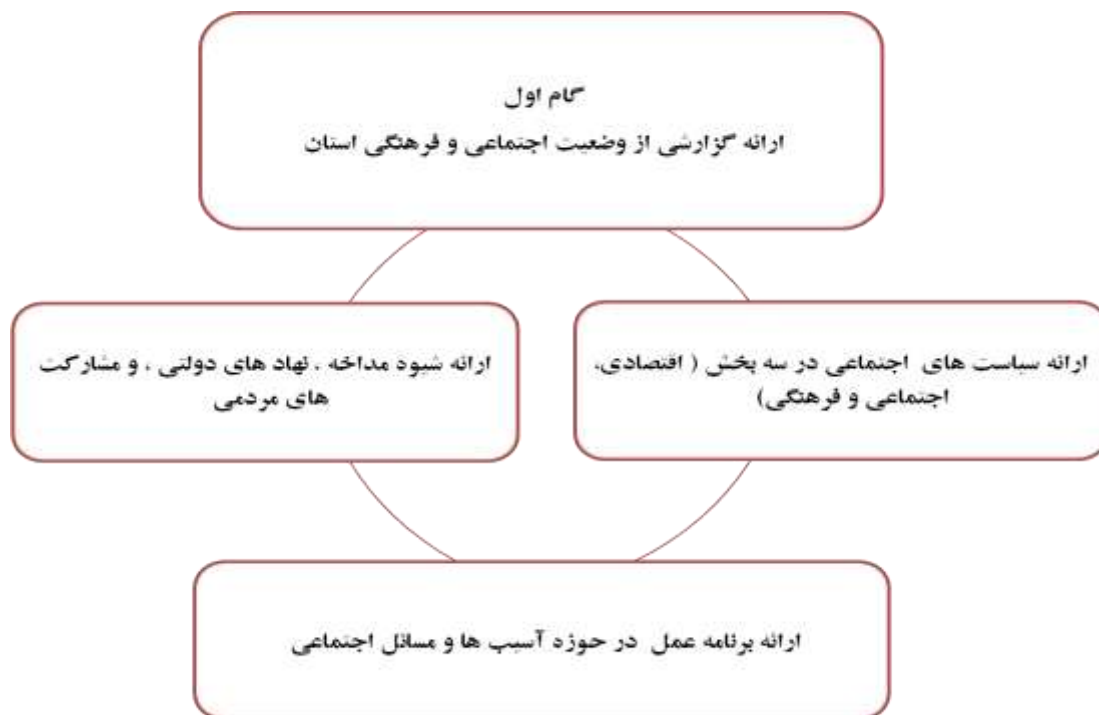 گام اول
ارائه گزارشی از وضعیت اجتماعی و فرهنگی استان
ارائه سیاست های اجتماعی در سه بخش ( اقتصادی،
اجتماعی و فرهنگی)
ارائه شیوه مداخله ، نهاد های دولتی ، و مشارکت
های مردمی
ارائه برنامه عمل در حوزه آسیب ها و مسائل اجتماعی